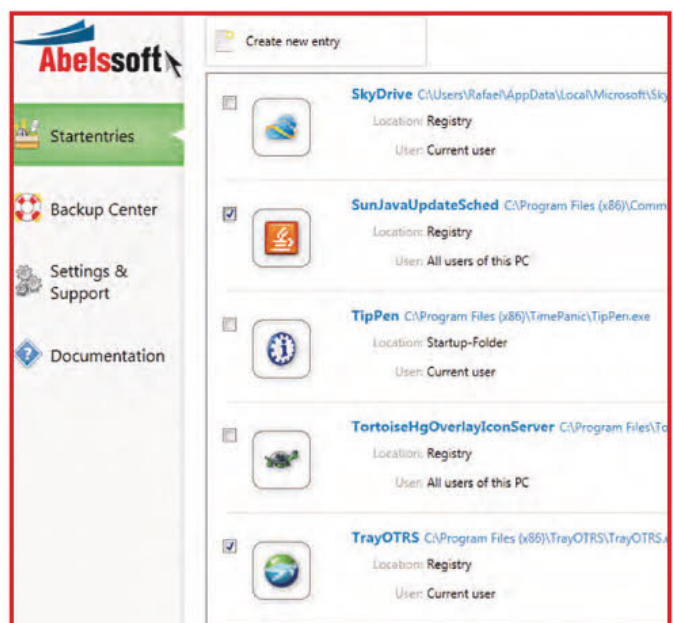 Abelssoft
Create new entry
Startentries
Backup Center
Settings &
Support
Documentation
SkyDrive C:\Users\Rafael\AppData\Local\Microsoft\Sky
Location: Registry
User: Current user
SunJavaUpdateSched C:\Program Files (x86)\Comm
Location: Registry
User: All users of this PC
TipPen C:\Program Files (x86)\TimePanic\TipPen.exe
Location: Startup-Folder
User: Current user
TortoiseHgOverlayIconServer C:\Program Files\To
Location: Registry
User: All users of this PC
TrayOTRS C:\Program Files (x86)\TrayOTRS\TrayOTRS.
Location: Registry
User: Current user